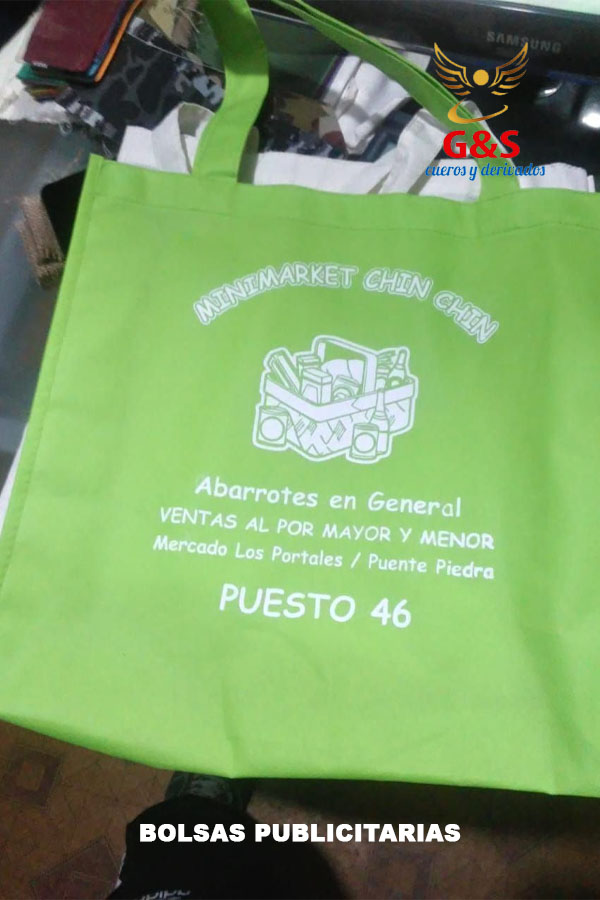 SAMSUNG
G&S
cueros y derivados
MINIMARKET CHIN CHIN
Abarrotes en General
VENTAS AL POR MAYOR Y MENOR
Mercado Los Portales / Puente Piedra
PUESTO 46
BOLSAS PUBLICITARIAS